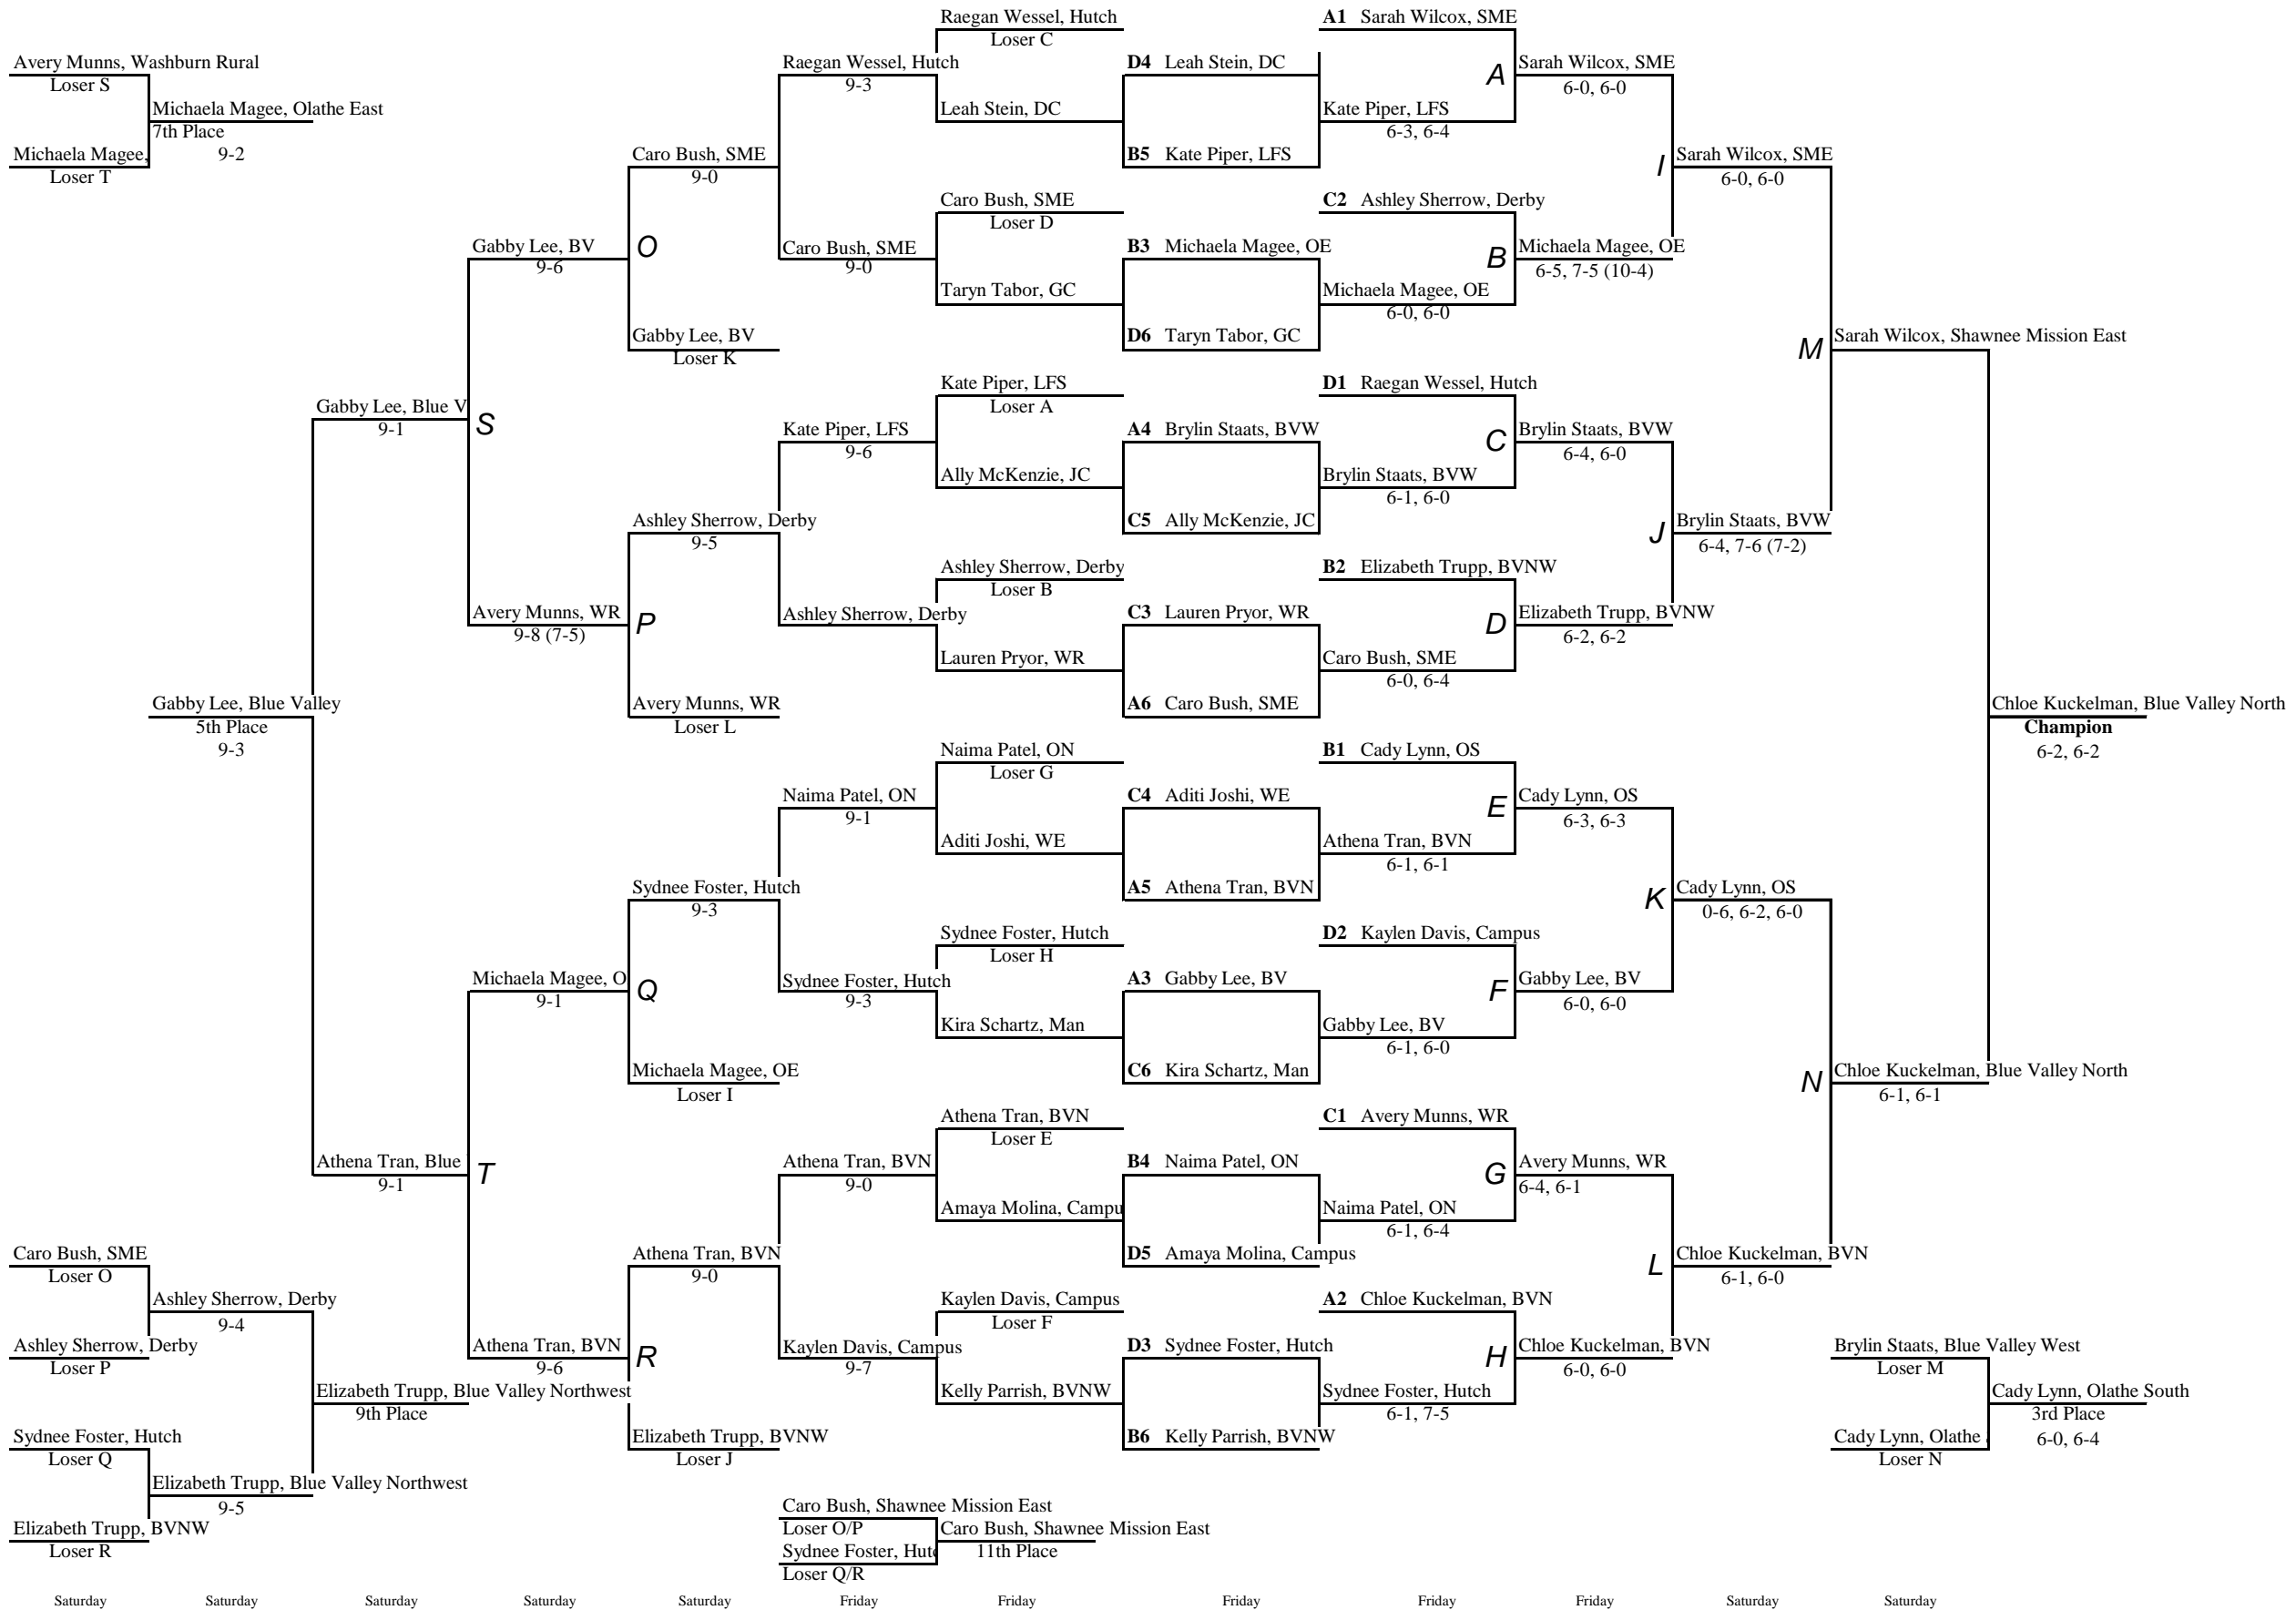 Raegan Wessel, Hutch
Loser C
A1 Sarah Wilcox, SME
Avery Munns, Washburn Rural
Loser S
Raegan Wessel, Hutch
9-3
D4 Leah Stein, DC
A
Sarah Wilcox, SME
6-0, 6-0
Michaela Magee, Olathe East
7th Place
9-2
Leah Stein, DC
Kate Piper, LFS
6-3, 6-4
Michaela Magee,
Loser T
Caro Bush, SME
9-0
B5 Kate Piper, LFS
I
Sarah Wilcox, SME
6-0, 6-0
Caro Bush, SME
Loser D
C2 Ashley Sherrow, Derby
Gabby Lee, BV
9-6
O
Caro Bush, SME
9-0
B3 Michaela Magee, OE
B
Michaela Magee, OE
6-5, 7-5 (10-4)
Taryn Tabor, GC
Michaela Magee, OE
6-0, 6-0
Gabby Lee, BV
Loser K
D6 Taryn Tabor, GC
M
Sarah Wilcox, Shawnee Mission East
Kate Piper, LFS
Loser A
D1 Raegan Wessel, Hutch
Gabby Lee, Blue V
9-1
S
Kate Piper, LFS
9-6
A4 Brylin Staats, BVW
C
Brylin Staats, BVW
6-4, 6-0
Ally McKenzie, JC
Brylin Staats, BVW
6-1, 6-0
Ashley Sherrow, Derby
9-5
C5 Ally McKenzie, JC
J
Brylin Staats, BVW
6-4, 7-6 (7-2)
Ashley Sherrow, Derby
Loser B
B2 Elizabeth Trupp, BVNW
Avery Munns, WR
9-8 (7-5)
P
Ashley Sherrow, Derby
C3 Lauren Pryor, WR
D
Elizabeth Trupp, BVNW
6-2, 6-2
Lauren Pryor, WR
Caro Bush, SME
6-0, 6-4
Gabby Lee, Blue Valley
5th Place
9-3
Avery Munns, WR
Loser L
A6 Caro Bush, SME
Chloe Kuckelman, Blue Valley North
Champion
6-2, 6-2
Naima Patel, ON
Loser G
B1 Cady Lynn, OS
Naima Patel, ON
9-1
C4 Aditi Joshi, WE
E
Cady Lynn, OS
6-3, 6-3
Aditi Joshi, WE
Athena Tran, BVN
6-1, 6-1
Sydnee Foster, Hutch
9-3
A5 Athena Tran, BVN
K
Cady Lynn, OS
0-6, 6-2, 6-0
Sydnee Foster, Hutch
Loser H
D2 Kaylen Davis, Campus
Michaela Magee, O
9-1
Q
Sydnee Foster, Hutch
9-3
A3 Gabby Lee, BV
F
Gabby Lee, BV
6-0, 6-0
Kira Schartz, Man
Gabby Lee, BV
6-1, 6-0
Michaela Magee, OE
Loser I
C6 Kira Schartz, Man
N
Chloe Kuckelman, Blue Valley North
6-1, 6-1
Athena Tran, BVN
Loser E
C1 Avery Munns, WR
Athena Tran, Blue
9-1
T
Athena Tran, BVN
9-0
B4 Naima Patel, ON
G
Avery Munns, WR
6-4, 6-1
Amaya Molina, Campu
Naima Patel, ON
6-1, 6-4
Caro Bush, SME
Loser O
Athena Tran, BVN
9-0
D5 Amaya Molina, Campus
L
Chloe Kuckelman, BVN
6-1, 6-0
Ashley Sherrow, Derby
9-4
Kaylen Davis, Campus
Loser F
A2 Chloe Kuckelman, BVN
Ashley Sherrow, Derby
Loser P
Athena Tran, BVN
9-6
R
Kaylen Davis, Campus
9-7
D3 Sydnee Foster, Hutch
H
Chloe Kuckelman, BVN
6-0, 6-0
Brylin Staats, Blue Valley West
Loser M
Elizabeth Trupp, Blue Valley Northwest
9th Place
Kelly Parrish, BVNW
Sydnee Foster, Hutch
6-1, 7-5
Cady Lynn, Olathe South
3rd Place
6-0, 6-4
Sydnee Foster, Hutch
Loser Q
Elizabeth Trupp, BVNW
Loser J
B6 Kelly Parrish, BVNW
Cady Lynn, Olathe
Loser N
Elizabeth Trupp, Blue Valley Northwest
9-5
Caro Bush, Shawnee Mission East
Loser O/P
Elizabeth Trupp, BVNW
Loser R
Caro Bush, Shawnee Mission East
11th Place
Sydnee Foster, Hutc
Loser Q/R
Saturday Saturday Saturday Saturday Saturday Friday Friday Friday Friday Friday Saturday Saturday